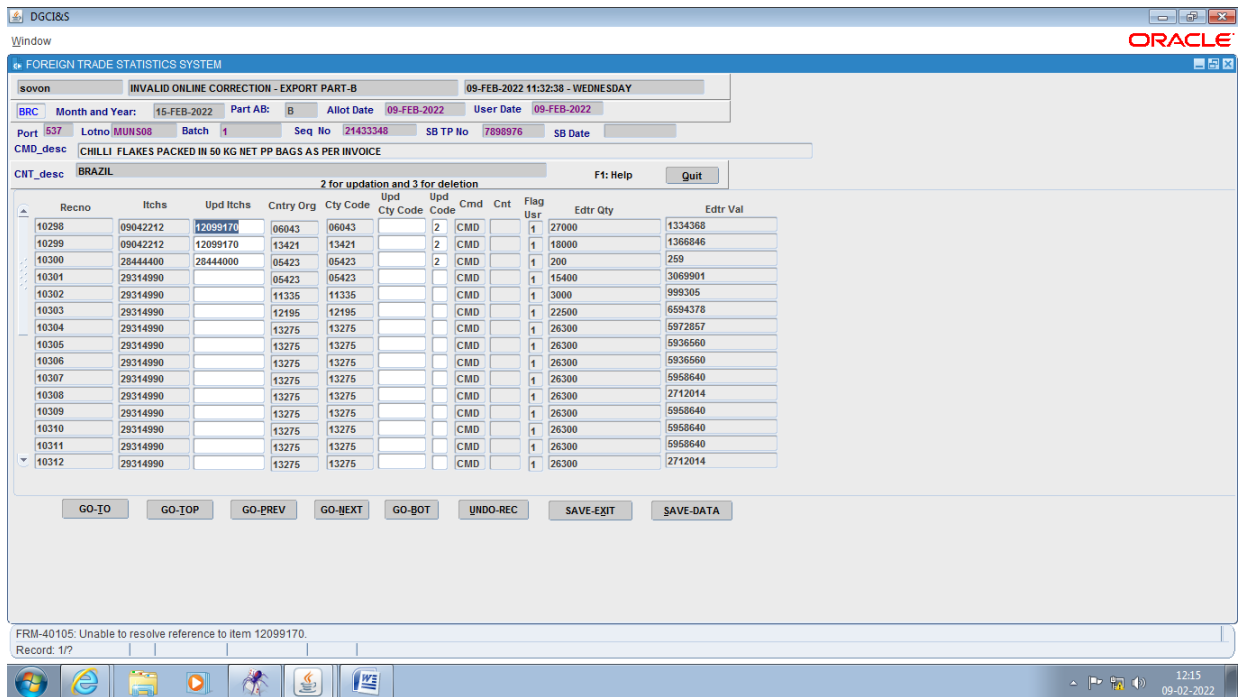 DGCI&S
Window
ORACLE
FOREIGN TRADE STATISTICS SYSTEM
sovon INVALID ONLINE CORRECTION - EXPORT PART-B 09-FEB-2022 11:32:38 - WEDNESDAY
BRC Month and Year: 15-FEB-2022 Part AB: B Allot Date 09-FEB-2022 User Date 09-FEB-2022
Port 537 Lotno MUNS08 Batch 1 Seq No 21433348 SB TP No 7898976 SB Date
CMD_desc CHILLI FLAKES PACKED IN 50 KG NET PP BAGS AS PER INVOICE
CNT_desc BRAZIL F1: Help Quit
2 for updation and 3 for deletion
Recno Itchs Upd Itchs Cntry Org Cty Code Upd Cty Code Upd Code Cmd Cnt Flag Usr Edtr Qty Edtr Val
10298 09042212 12099170 06043 06043 2 CMD 1 27000 1334368
10299 09042212 12099170 13421 13421 2 CMD 1 18000 1366846
10300 28444400 28444000 05423 05423 2 CMD 1 200 259
10301 29314990 05423 05423 CMD 1 15400 3069901
10302 29314990 11335 11335 CMD 1 3000 999305
10303 29314990 12195 12195 CMD 1 22500 6594378
10304 29314990 13275 13275 CMD 1 26300 5972857
10305 29314990 13275 13275 CMD 1 26300 5936560
10306 29314990 13275 13275 CMD 1 26300 5936560
10307 29314990 13275 13275 CMD 1 26300 5958640
10308 29314990 13275 13275 CMD 1 26300 2712014
10309 29314990 13275 13275 CMD 1 26300 5958640
10310 29314990 13275 13275 CMD 1 26300 5958640
10311 29314990 13275 13275 CMD 1 26300 5958640
10312 29314990 13275 13275 CMD 1 26300 2712014
GO-TO GO-TOP GO-PREV GO-NEXT GO-BOT UNDO-REC SAVE-EXIT SAVE-DATA
FRM-40105: Unable to resolve reference to item 12099170.
Record: 1/?
12:15
09-02-2022